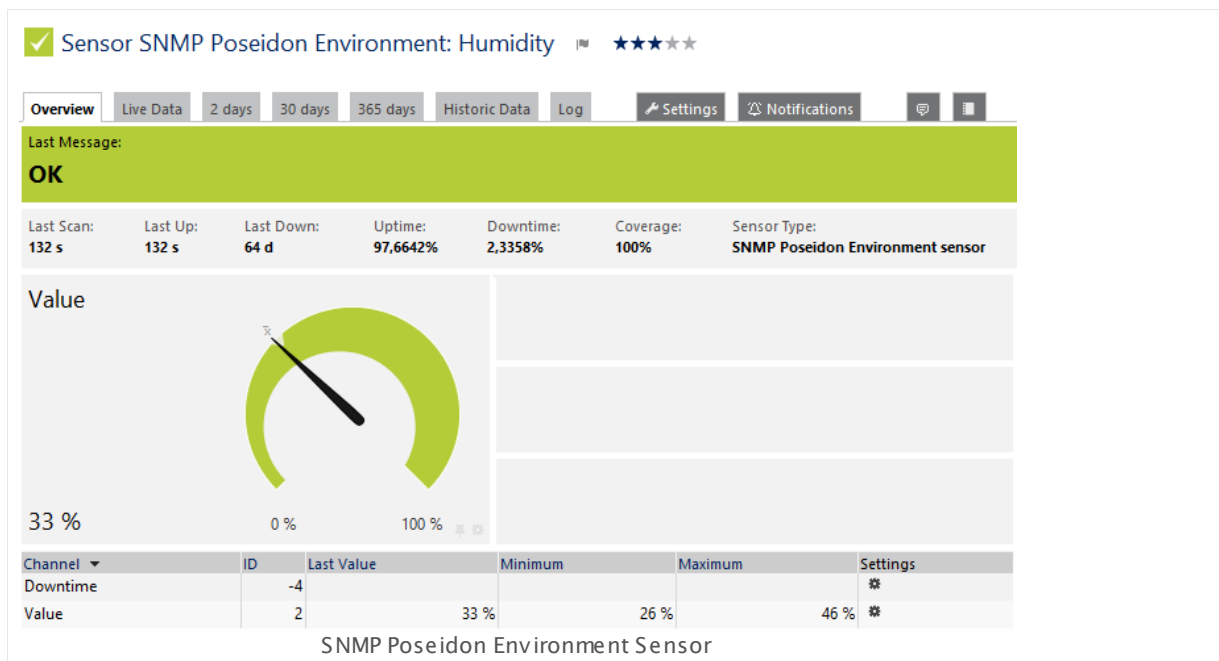 Sensor SNMP Poseidon Environment: Humidity
Overview Live Data 2 days 30 days 365 days Historic Data Log Settings Notifications
Last Message:
OK
Last Scan: Last Up: Last Down: Uptime: Downtime: Coverage: Sensor Type:
132 s 132 s 64 d 97,6642% 2,3358% 100% SNMP Poseidon Environment sensor
Value
33 % 0 % 100 %
Channel ID Last Value Minimum Maximum Settings
Downtime -4
Value 2 33 % 26 % 46 %
SNMP Poseidon Environment Sensor